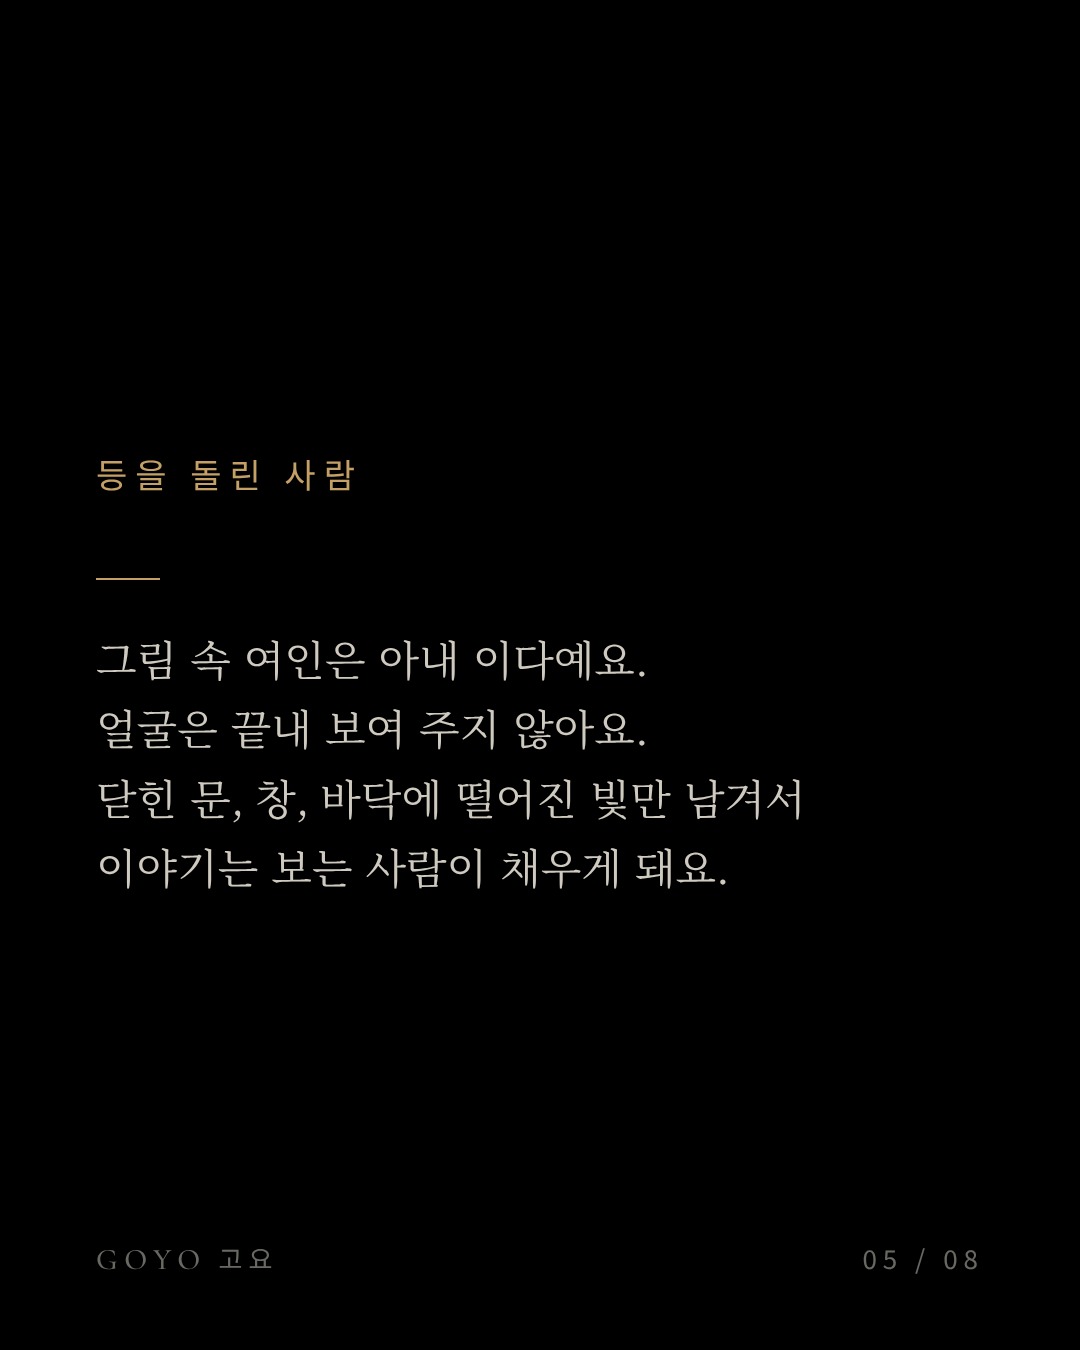 등을 돌린 사람
그림 속 여인은 아내 이다예요.
얼굴은 끝내 보여 주지 않아요.
닫힌 문, 창, 바닥에 떨어진 빛만 남겨서
이야기는 보는 사람이 채우게 돼요.
GOYO 고요
05 / 08